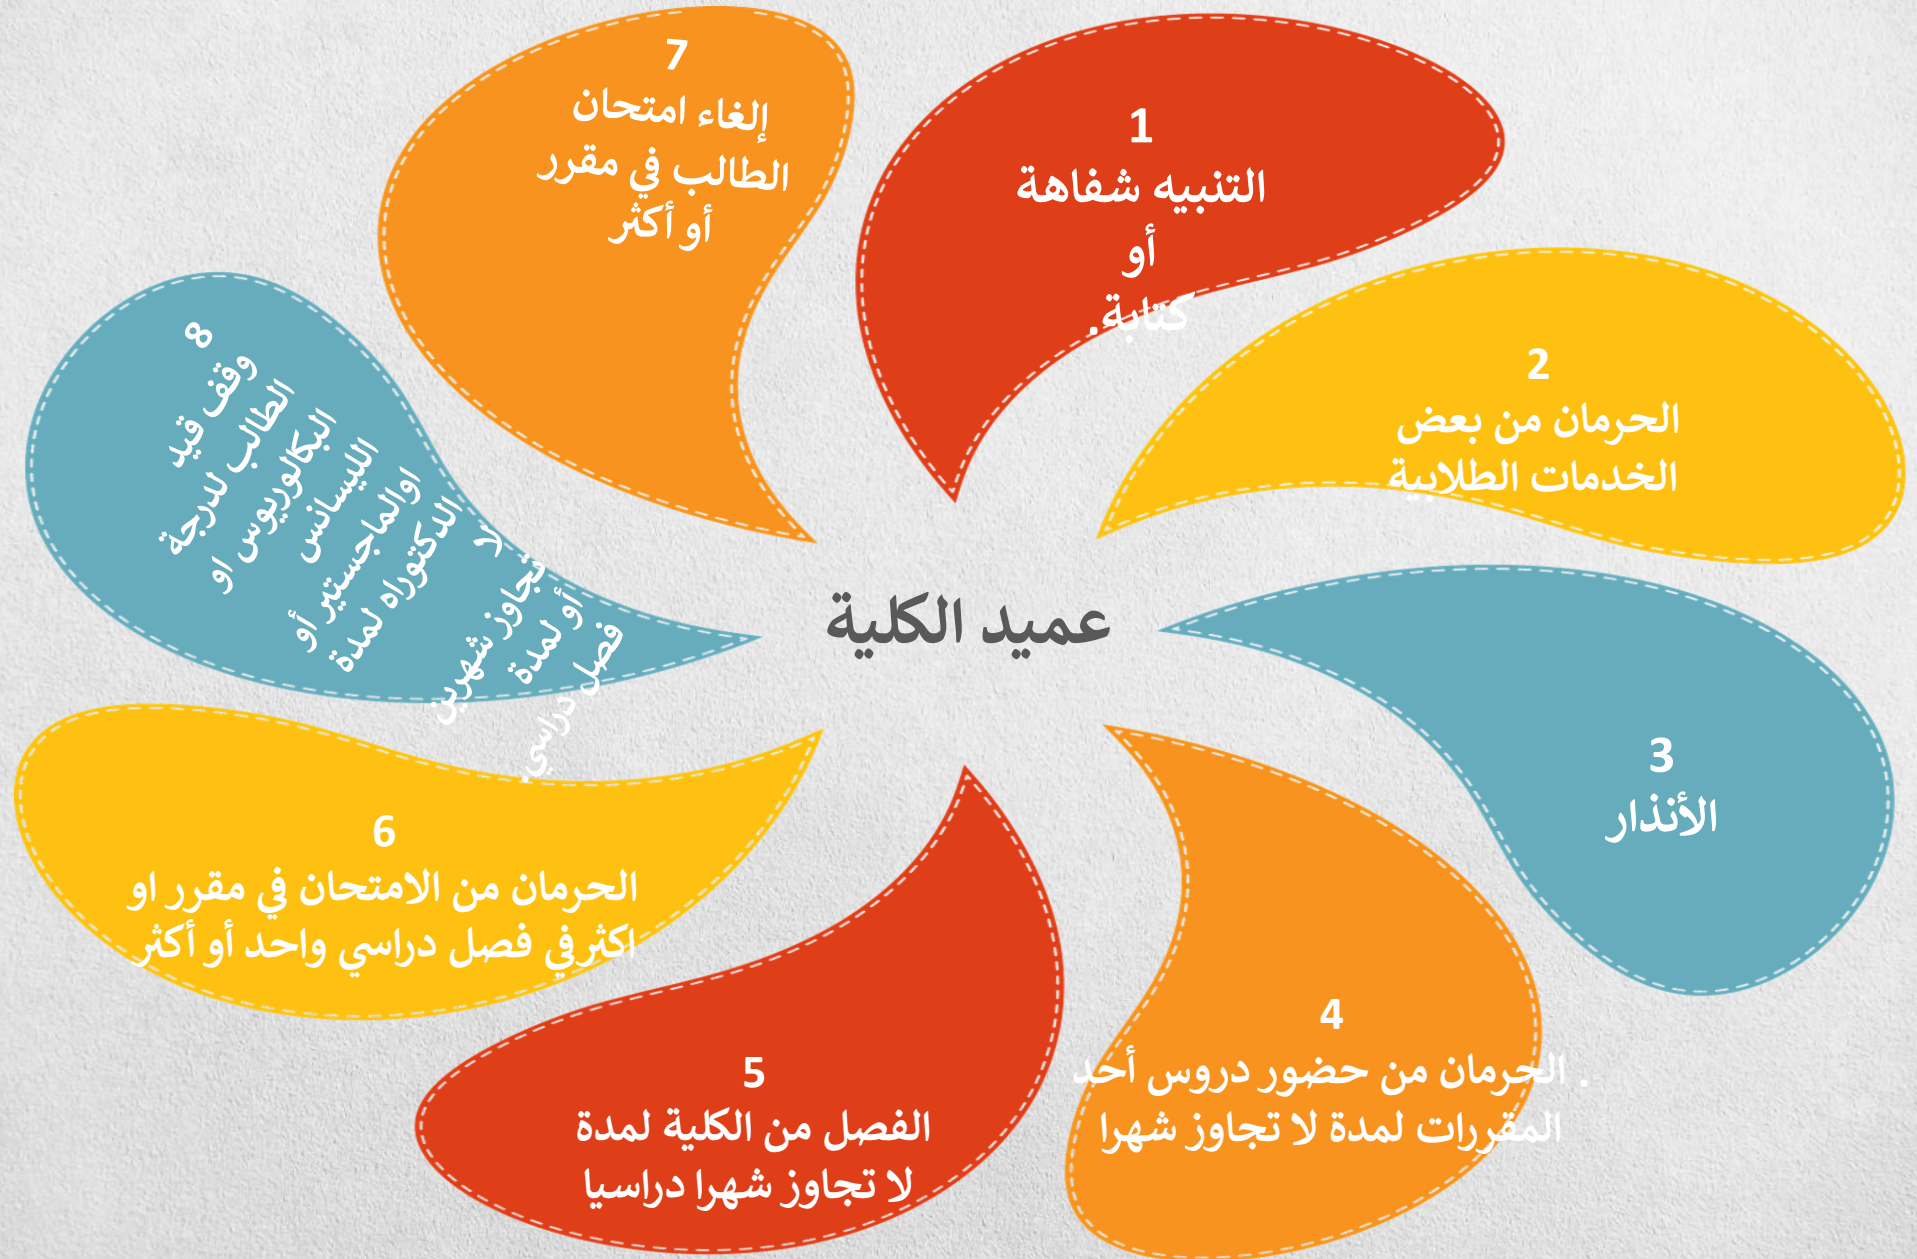 عميد الكلية
1
التنبيه شفاهة
أو
كتابة.
2
الحرمان من بعض
الخدمات الطلابية
3
الأنذار
4
. الحرمان من حضور دروس أحد
المقررات لمدة لا تجاوز شهرا
5
الفصل من الكلية لمدة
لا تجاوز شهرا دراسيا
6
الحرمان من الامتحان في مقرر او
اكثر في فصل دراسي واحد أو أكثر
7
إلغاء امتحان
الطالب في مقرر
أو أكثر
8
وقف قيد
الطالب للدرجة
البكالوريوس او
الليسانس
اوالماجستير أو
الدكتوراه لمدة
لا
تجاوز شهرين
أو لمدة
فصل دراسي.